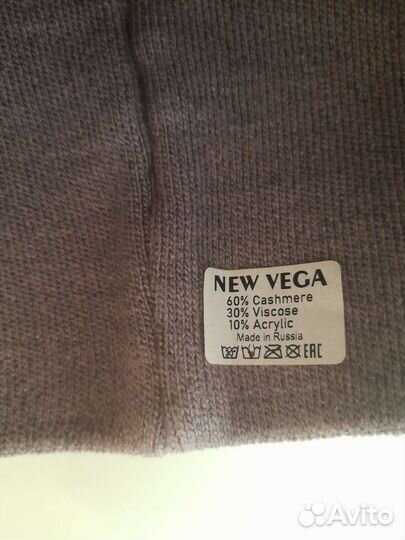 NEW VEGA
60% Cashmere
30% Viscose
10% Acrylic
Made in Russia
EAC
Avito